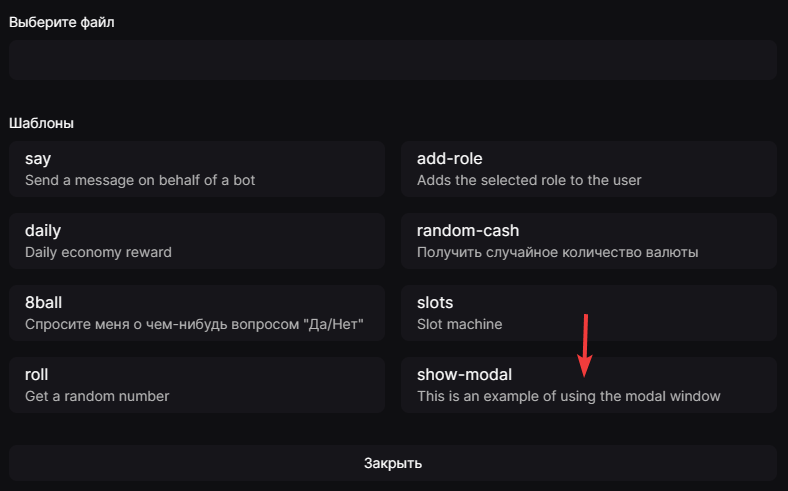 Выберите файл
Шаблоны
say
Send a message on behalf of a bot
add-role
Adds the selected role to the user
daily
Daily economy reward
random-cash
Получить случайное количество валюты
8ball
Спросите меня о чем-нибудь вопросом "Да/Нет"
slots
Slot machine
roll
Get a random number
show-modal
This is an example of using the modal window
Закрыть